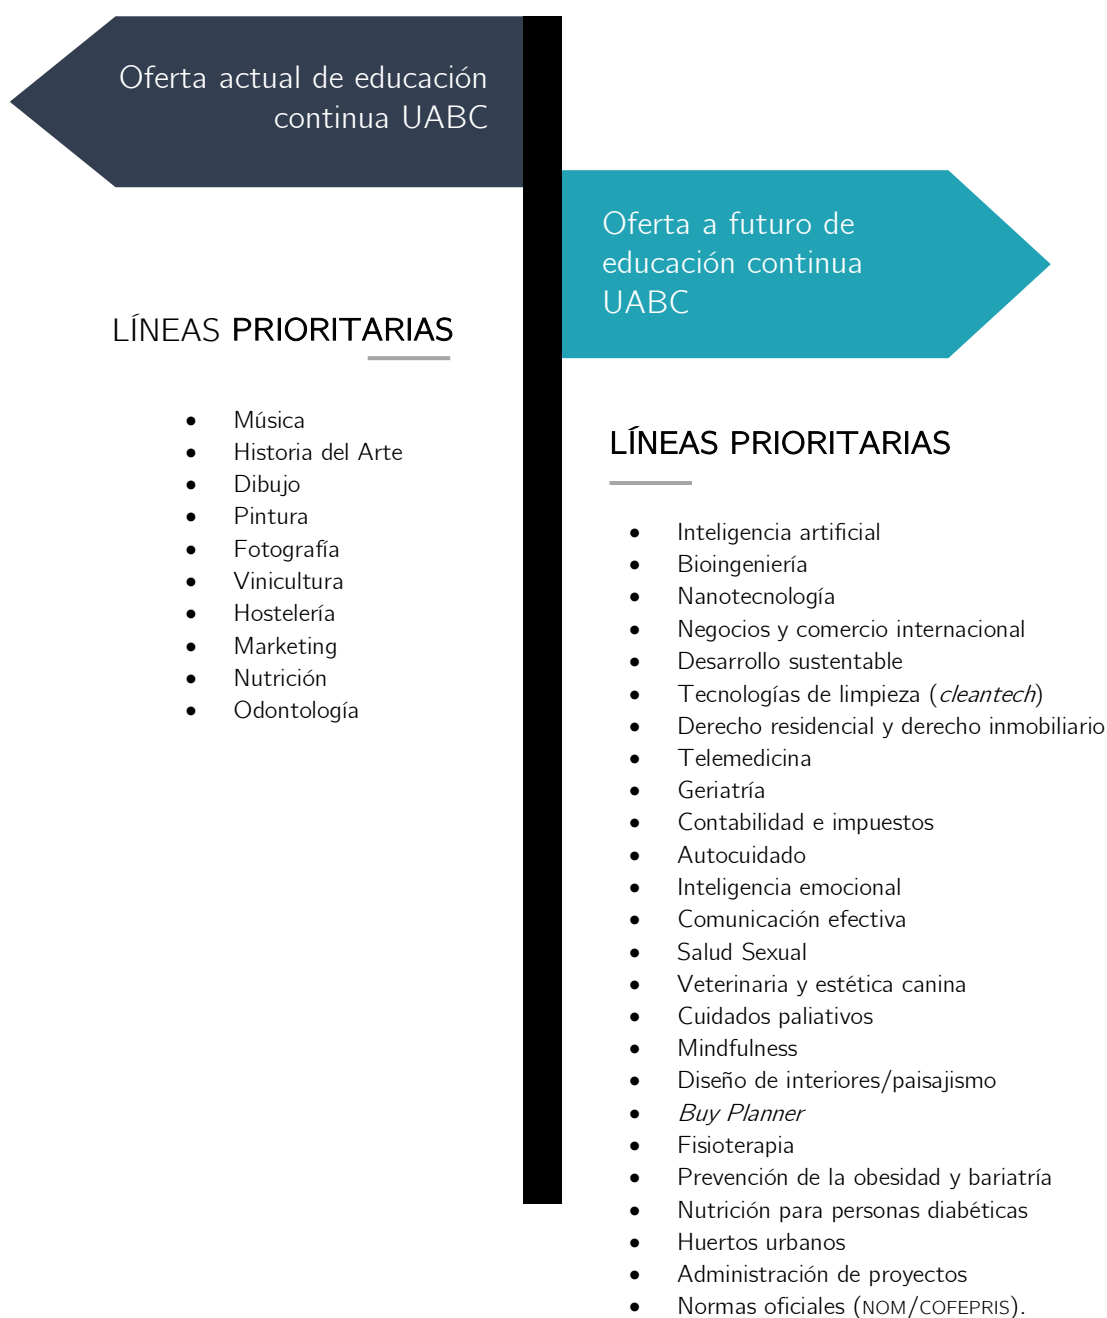 Oferta actual de educación
continua UABC
LÍNEAS PRIORITARIAS
• Música
• Historia del Arte
• Dibujo
• Pintura
• Fotografía
• Vinicultura
• Hostelería
• Marketing
• Nutrición
• Odontología
Oferta a futuro de
educación continua
UABC
LÍNEAS PRIORITARIAS
• Inteligencia artificial
• Bioingeniería
• Nanotecnología
• Negocios y comercio internacional
• Desarrollo sustentable
• Tecnologías de limpieza (cleantech)
• Derecho residencial y derecho inmobiliario
• Telemedicina
• Geriatría
• Contabilidad e impuestos
• Autocuidado
• Inteligencia emocional
• Comunicación efectiva
• Salud Sexual
• Veterinaria y estética canina
• Cuidados paliativos
• Mindfulness
• Diseño de interiores/paisajismo
• Buy Planner
• Fisioterapia
• Prevención de la obesidad y bariatría
• Nutrición para personas diabéticas
• Huertos urbanos
• Administración de proyectos
• Normas oficiales (NOM/COFEPRIS).